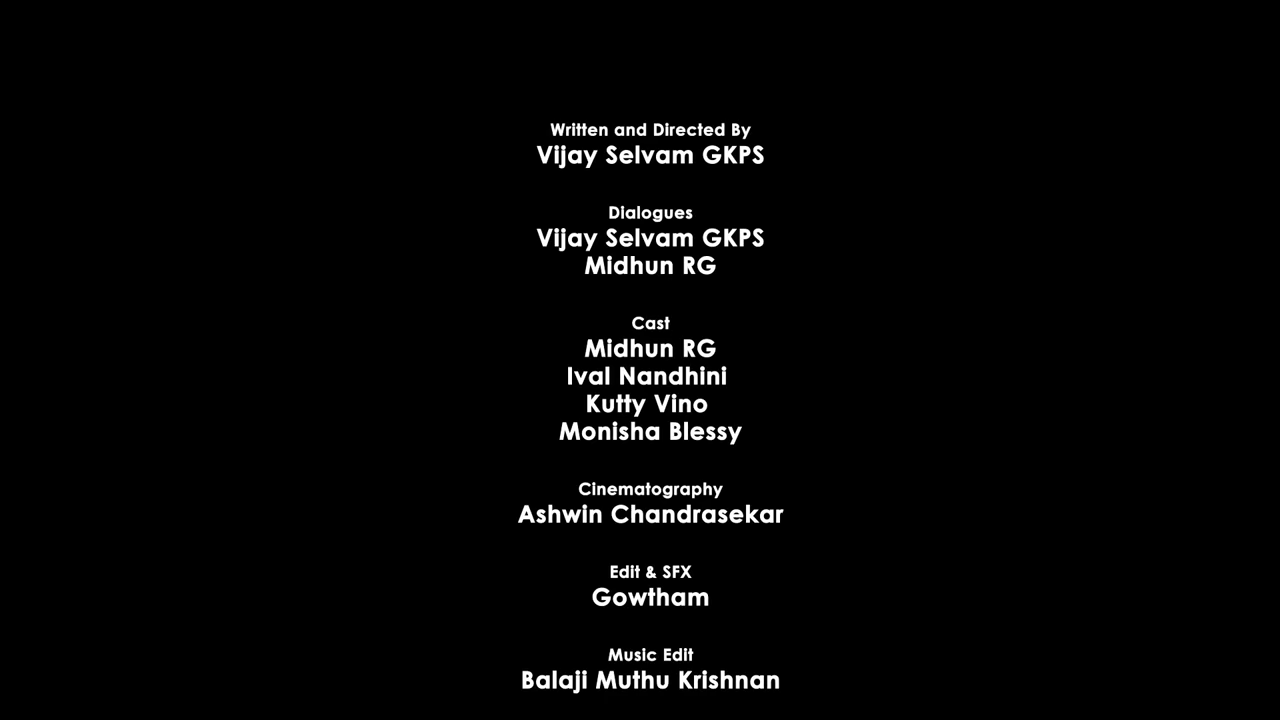 Written and Directed By
Vijay Selvam GKPS
Dialogues
Vijay Selvam GKPS
Midhun RG
Cast
Midhun RG
Ival Nandhini
Kutty Vino
Monisha Blessy
Cinematography
Ashwin Chandrasekar
Edit & SFX
Gowtham
Music Edit
Balaji Muthu Krishnan